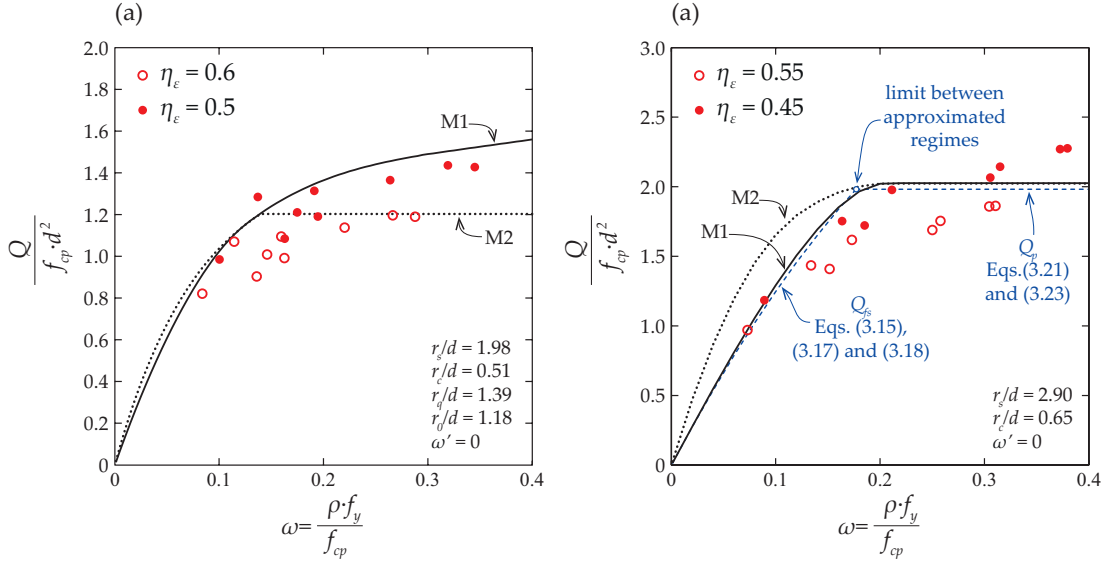 (a)
2.0
1.8
1.6
1.4
1.2
1.0
0.8
0.6
0.4
0.2
0
Q
f_cp·d²
η_ε = 0.6
η_ε = 0.5
M1
M2
r_s/d = 1.98
r_c/d = 0.51
r_q/d = 1.39
r_0/d = 1.18
ω' = 0
0 0.1 0.2 0.3 0.4
ω= ρ·f_y
f_cp
(a)
3.0
2.5
2.0
1.5
1.0
0.5
0
Q
f_cp·d²
η_ε = 0.55
η_ε = 0.45
limit between
approximated
regimes
M2
M1
Q_p
Eqs.(3.21)
and (3.23)
Q_fs
Eqs. (3.15),
(3.17) and (3.18)
r_s/d = 2.90
r_c/d = 0.65
ω' = 0
0 0.1 0.2 0.3 0.4
ω= ρ·f_y
f_cp